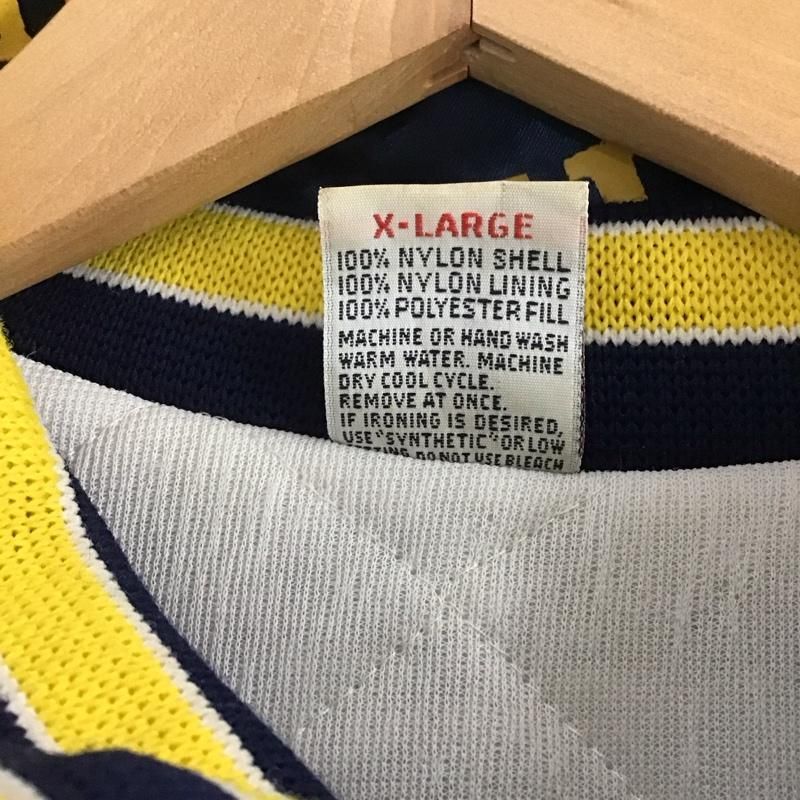 X-LARGE
100% NYLON SHELL
100% NYLON LINING
100% POLYESTER FILL
MACHINE OR HAND WASH
WARM WATER. MACHINE
DRY COOL CYCLE.
REMOVE AT ONCE.
IF IRONING IS DESIRED,
USE "SYNTHETIC" OR LOW
DO NOT USE BLEACH